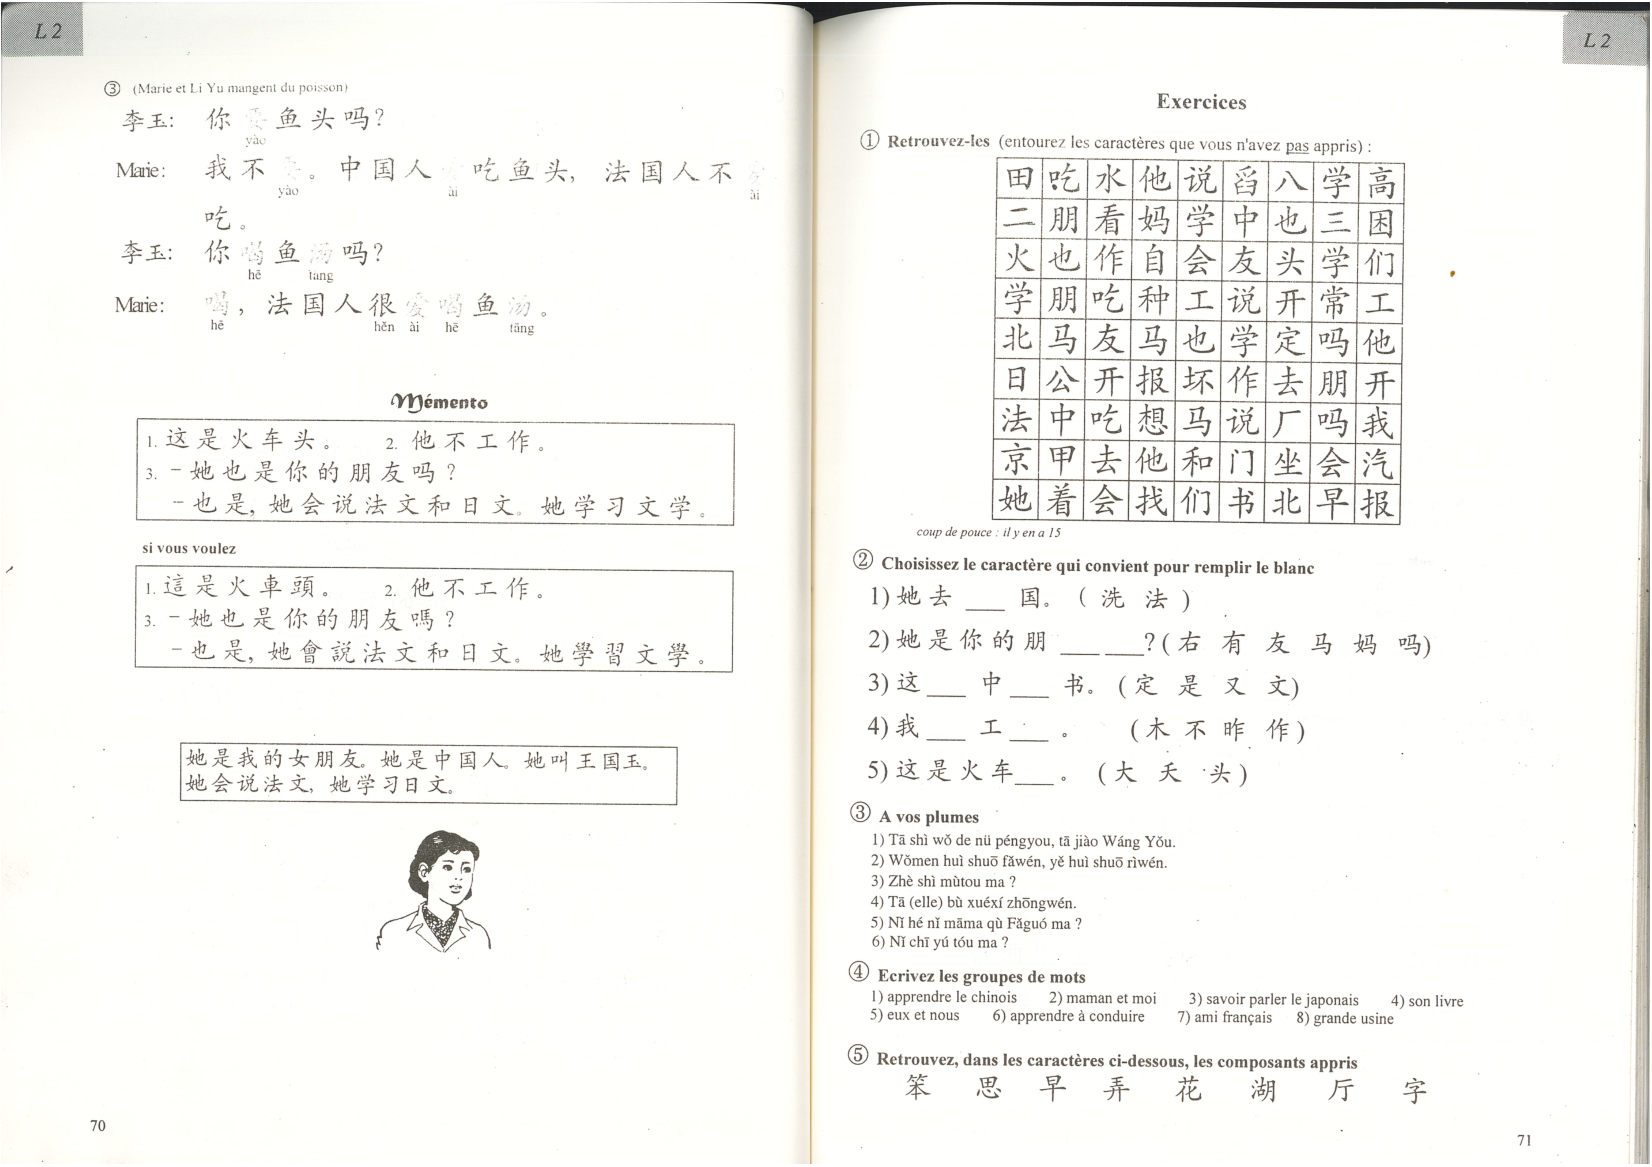 L 2
③ (Marie et Li Yu mangent du poisson)
李玉: 你要鱼头吗?
yào
Marie: 我不要。中国人爱吃鱼头, 法国人不爱
yào ài ài
吃。
李玉: 你喝鱼汤吗?
hē tāng
Marie: 喝, 法国人很爱喝鱼汤。
hē hěn ài hē tāng
Mémento
1. 这是火车头。 2. 他不工作。
3. – 她也是你的朋友吗?
– 也是, 她会说法文和日文。她学习文学。
si vous voulez
1. 這是火車頭。 2. 他不工作。
3. – 她也是你的朋友嗎?
– 也是, 她會説法文和日文。她學習文學。
她是我的女朋友。她是中国人。她叫王国玉。
她会说法文, 她学习日文。
70
L 2
Exercices
① Retrouvez-les (entourez les caractères que vous n'avez pas appris) :
田吃水他说舀八学高
二朋看妈学中也三困
火也作自会友头学们
学朋吃种工说开常工
北马友马也学定吗他
日公开报坏作去朋开
法中吃想马说厂吗我
京甲去他和门坐会汽
她着会找们书北早报
coup de pouce : il y en a 15
② Choisissez le caractère qui convient pour remplir le blanc
1) 她去 ___ 国。 ( 洗 法 )
2) 她是你的朋 ___ ___? ( 右 有 友 马 妈 吗)
3) 这 ___ 中 ___ 书。 ( 定 是 又 文)
4) 我 ___ 工 ___ 。 ( 木 不 昨 作 )
5) 这是火车___ 。 ( 大 夭 头 )
③ A vos plumes
1) Tā shì wǒ de nü péngyou, tā jiào Wáng Yǒu.
2) Wǒmen huì shuō fǎwén, yě huì shuō rìwén.
3) Zhè shì mùtou ma ?
4) Tā (elle) bù xuéxí zhōngwén.
5) Nǐ hé nǐ māma qù Fǎguó ma ?
6) Nǐ chī yú tóu ma ?
④ Ecrivez les groupes de mots
1) apprendre le chinois 2) maman et moi 3) savoir parler le japonais 4) son livre
5) eux et nous 6) apprendre à conduire 7) ami français 8) grande usine
⑤ Retrouvez, dans les caractères ci-dessous, les composants appris
笨 思 早 弄 花 湖 厅 字
71